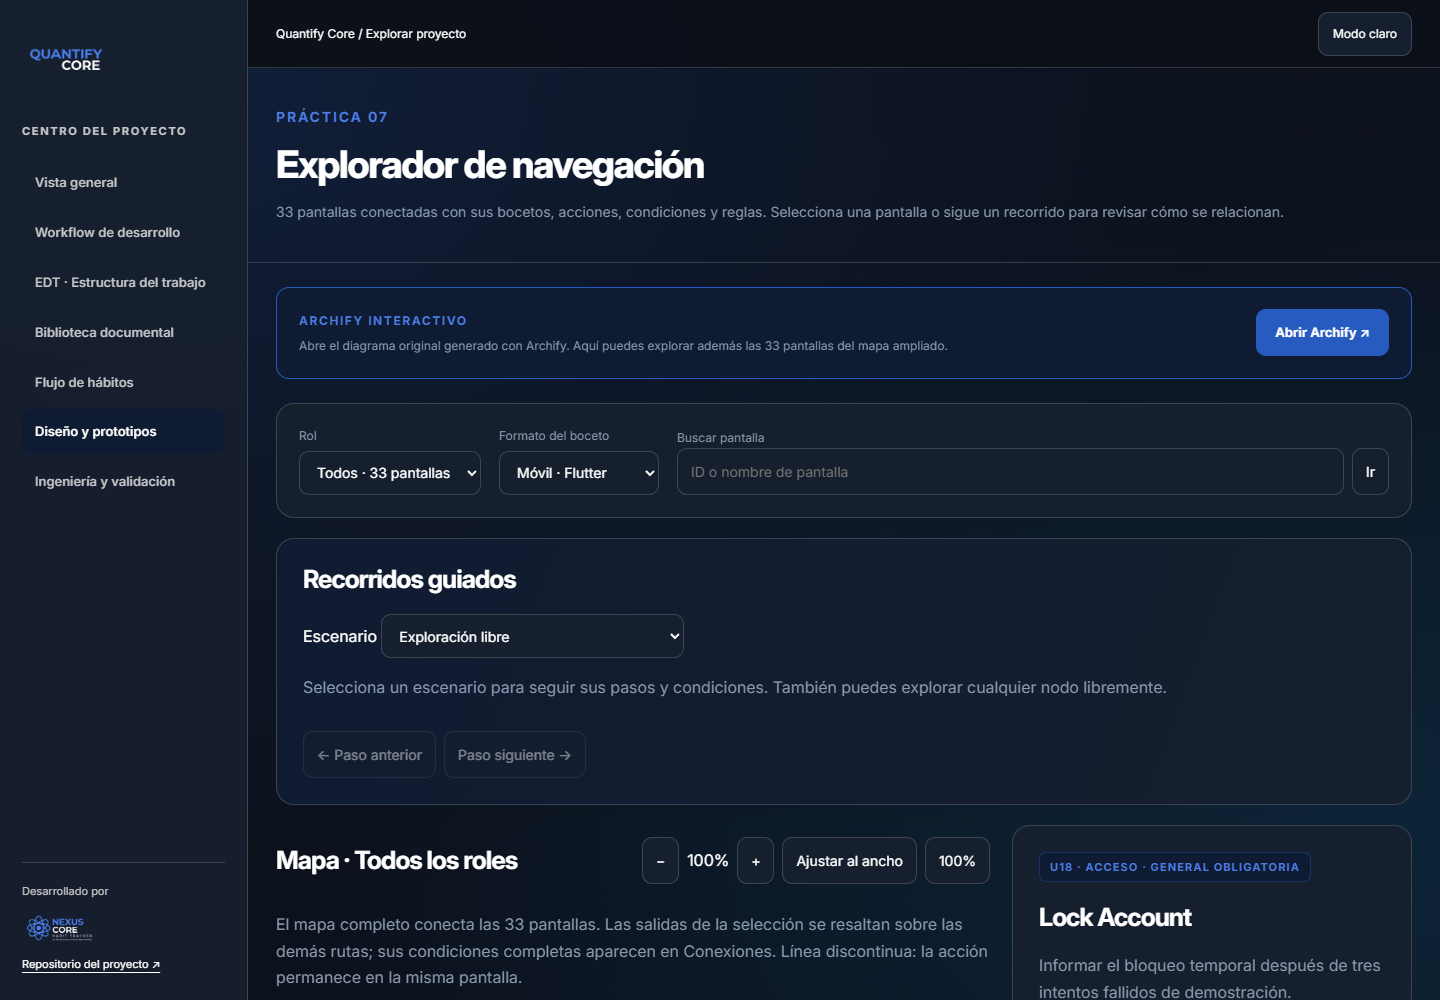 QUANTIFY
CORE
CENTRO DEL PROYECTO
Vista general
Workflow de desarrollo
EDT · Estructura del trabajo
Biblioteca documental
Flujo de hábitos
Diseño y prototipos
Ingeniería y validación
Desarrollado por
NEXUS
CORE
HABIT TRACKER
Repositorio del proyecto ↗
Quantify Core / Explorar proyecto
Modo claro
PRÁCTICA 07
Explorador de navegación
33 pantallas conectadas con sus bocetos, acciones, condiciones y reglas. Selecciona una pantalla o sigue un recorrido para revisar cómo se relacionan.
ARCHIFY INTERACTIVO
Abre el diagrama original generado con Archify. Aquí puedes explorar además las 33 pantallas del mapa ampliado.
Abrir Archify ↗
Rol
Formato del boceto
Buscar pantalla
Todos · 33 pantallas
Móvil · Flutter
ID o nombre de pantalla
Ir
Recorridos guiados
Escenario
Exploración libre
Selecciona un escenario para seguir sus pasos y condiciones. También puedes explorar cualquier nodo libremente.
← Paso anterior
Paso siguiente →
Mapa · Todos los roles
−
100%
+
Ajustar al ancho
100%
El mapa completo conecta las 33 pantallas. Las salidas de la selección se resaltan sobre las
demás rutas; sus condiciones completas aparecen en Conexiones. Línea discontinua: la acción
permanece en la misma pantalla.
U18 · ACCESO · GENERAL OBLIGATORIA
Lock Account
Informar el bloqueo temporal después de tres
intentos fallidos de demostración.